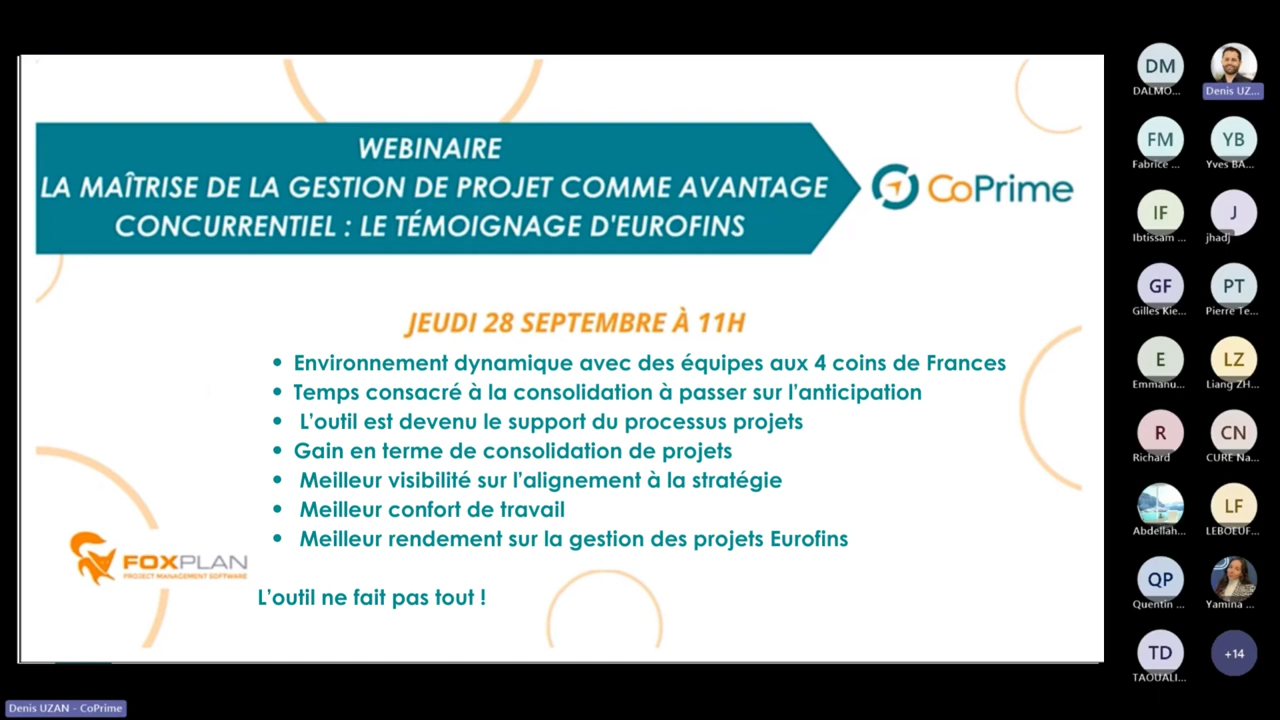 WEBINAIRE
LA MAÎTRISE DE LA GESTION DE PROJET COMME AVANTAGE
CONCURRENTIEL : LE TÉMOIGNAGE D'EUROFINS
CoPrime
JEUDI 28 SEPTEMBRE À 11H
• Environnement dynamique avec des équipes aux 4 coins de Frances
• Temps consacré à la consolidation à passer sur l'anticipation
• L'outil est devenu le support du processus projets
• Gain en terme de consolidation de projets
• Meilleur visibilité sur l'alignement à la stratégie
• Meilleur confort de travail
• Meilleur rendement sur la gestion des projets Eurofins
FOXPLAN
PROJECT MANAGEMENT SOFTWARE
L'outil ne fait pas tout !
DM
DALMO...
Denis UZ...
FM
Fabrice ...
YB
Yves BA...
IF
Ibtissam ...
J
jhadj
GF
Gilles Kie...
PT
Pierre Te...
E
Emmanu...
LZ
Liang ZH...
R
Richard
CN
CURE Na...
Abdellah...
LF
LEBOEUF...
QP
Quentin ...
Yamina ...
TD
TAOUALI...
+14
Denis UZAN - CoPrime